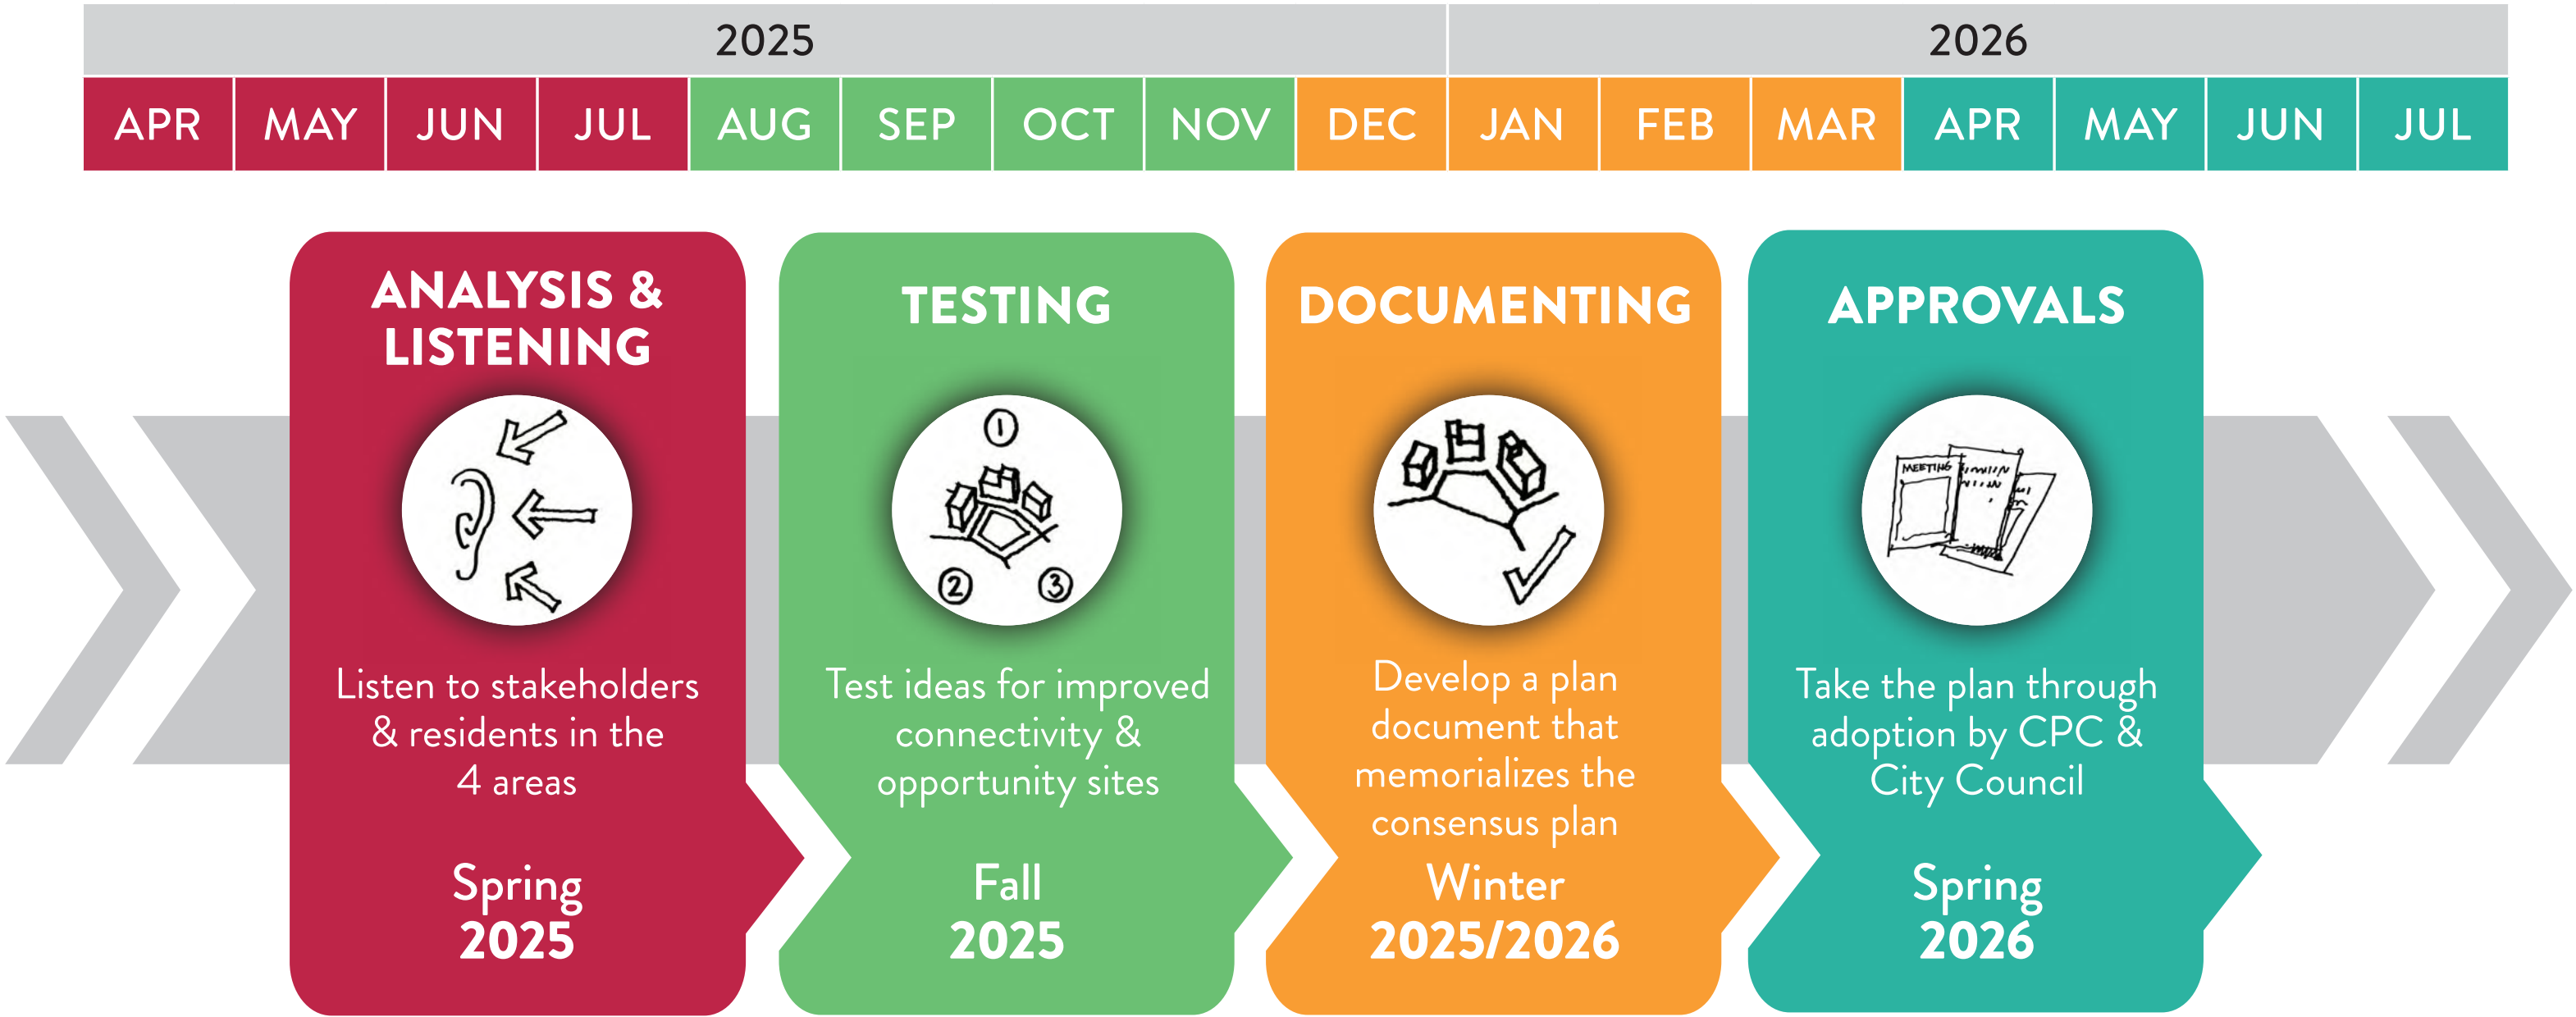 2025
2026
APR MAY JUN JUL AUG SEP OCT NOV DEC JAN FEB MAR APR MAY JUN JUL
ANALYSIS &
LISTENING
Listen to stakeholders
& residents in the
4 areas
Spring
2025
TESTING
1
2
3
Test ideas for improved
connectivity &
opportunity sites
Fall
2025
DOCUMENTING
Develop a plan
document that
memorializes the
consensus plan
Winter
2025/2026
APPROVALS
MEETING
Take the plan through
adoption by CPC &
City Council
Spring
2026